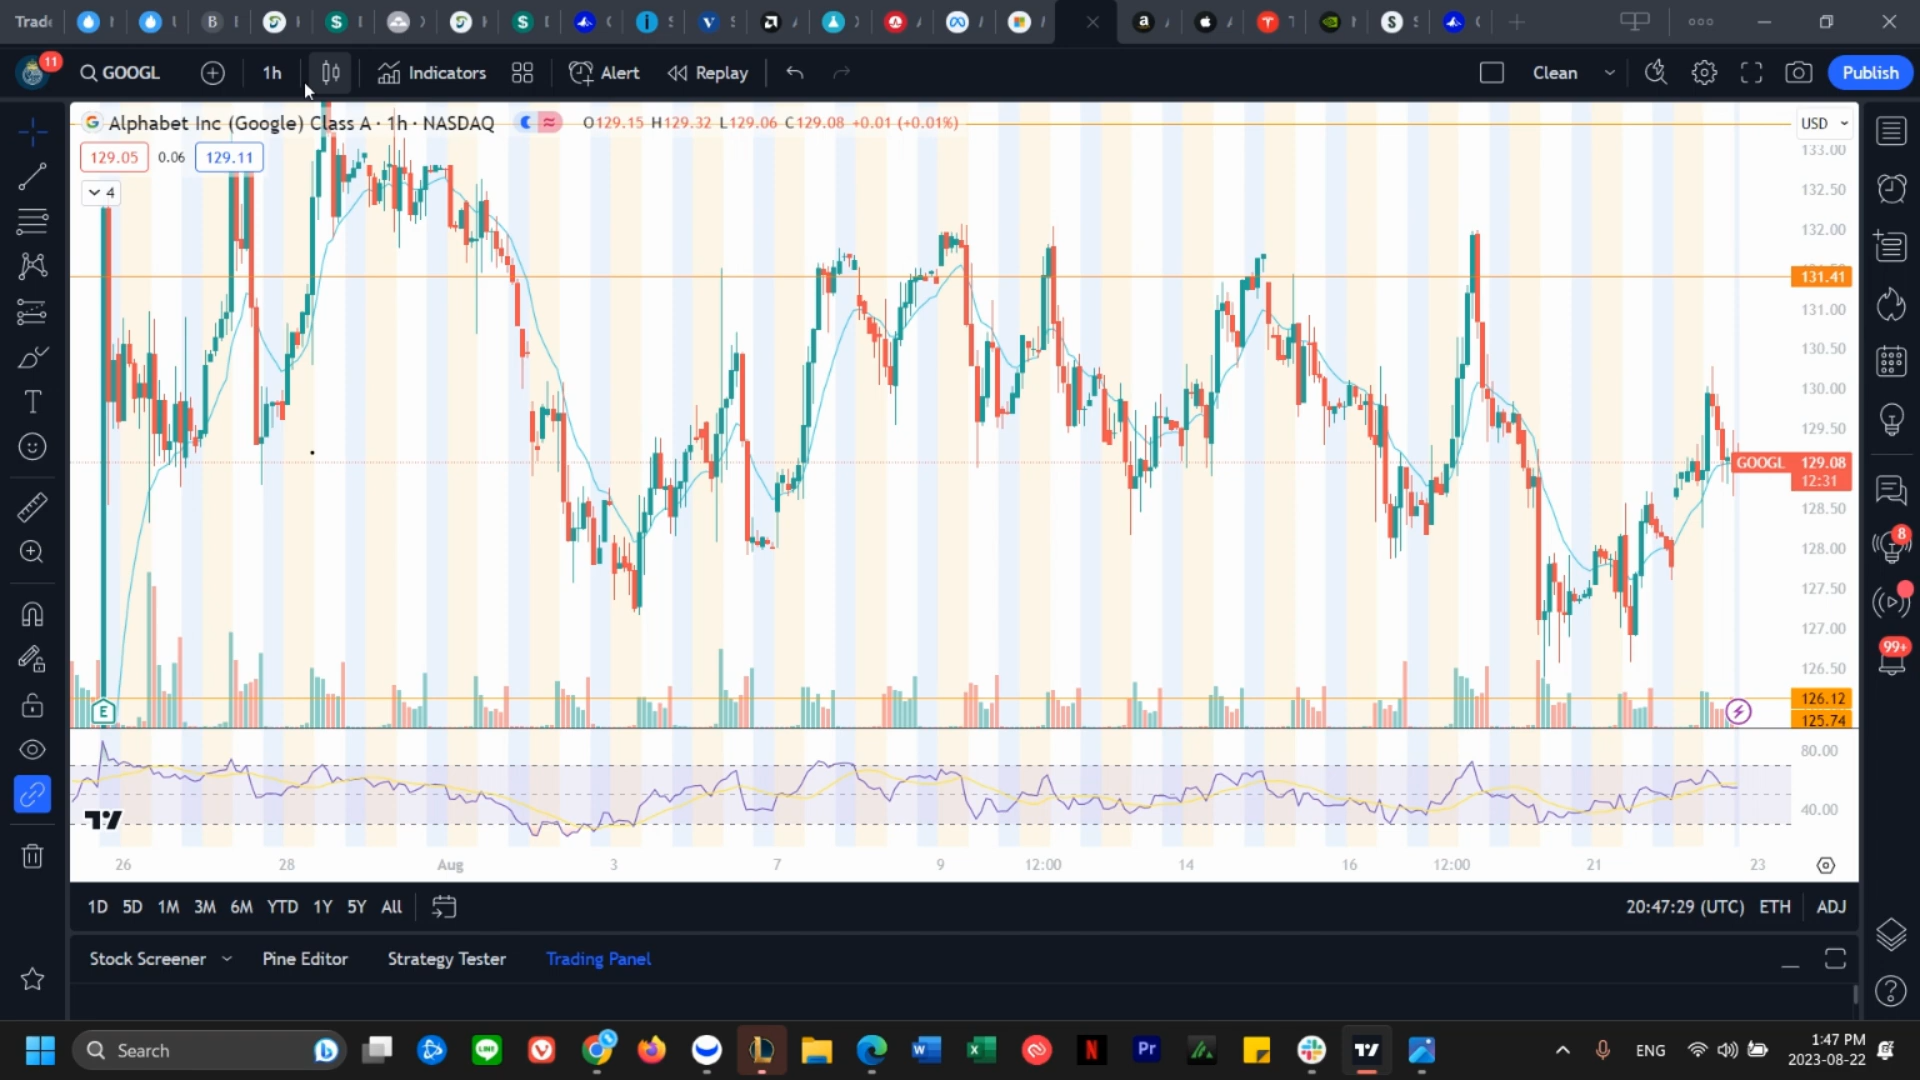 Trad
GOOGL
1h
Indicators
Alert
Replay
Clean
Publish
11
Alphabet Inc (Google) Class A · 1h · NASDAQ
O129.15 H129.32 L129.06 C129.08 +0.01 (+0.01%)
USD
129.05
0.06
129.11
4
133.00
132.50
132.00
131.41
131.00
130.50
130.00
129.50
GOOGL 129.08
12:31
128.50
128.00
127.50
127.00
126.50
126.12
125.74
E
80.00
40.00
26
28
Aug
3
7
9
12:00
14
16
12:00
21
23
8
99+
1D
5D
1M
3M
6M
YTD
1Y
5Y
All
20:47:29 (UTC)
ETH
ADJ
Stock Screener
Pine Editor
Strategy Tester
Trading Panel
Search
LINE
Pr
ENG
1:47 PM
2023-08-22